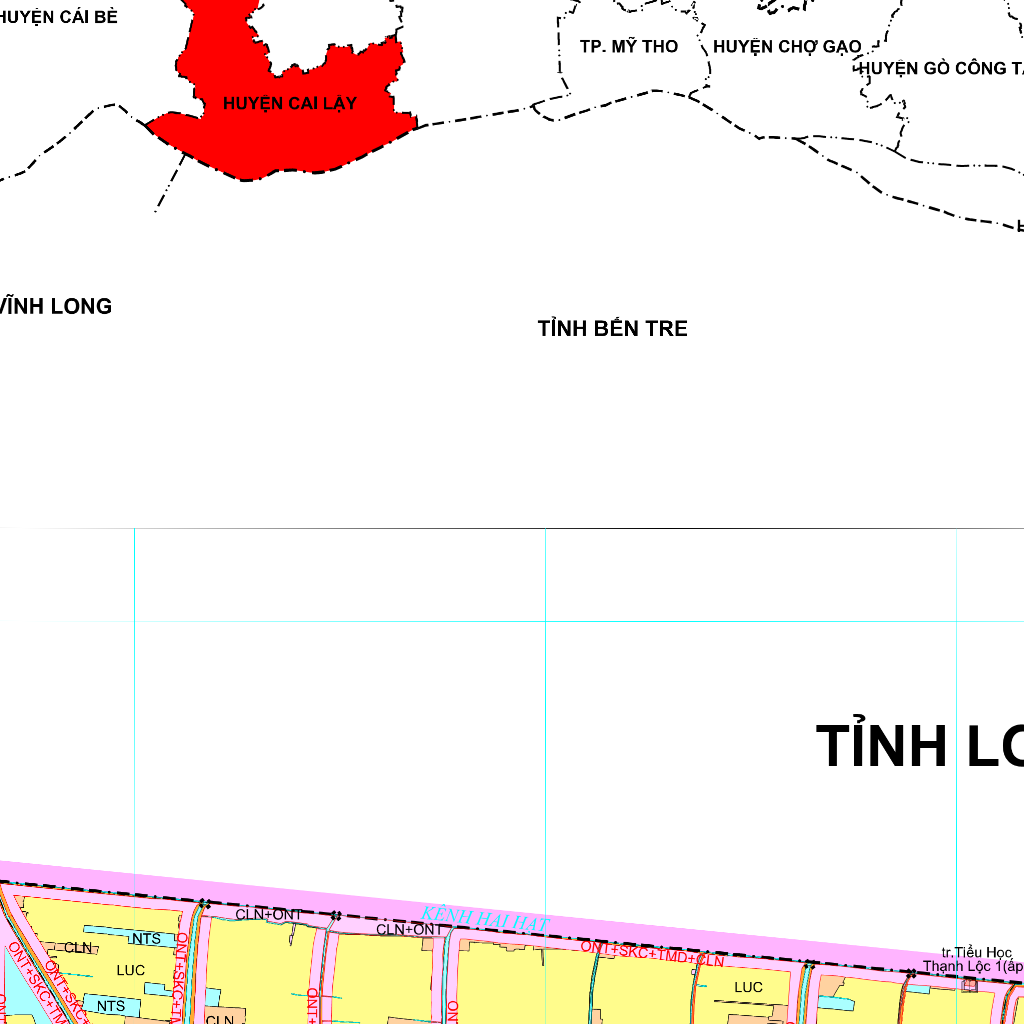 HUYỆN CÁI BÈ
TP. MỸ THO
HUYỆN CHỢ GẠO
HUYỆN GÒ CÔNG
HUYỆN CAI LẬY
VĨNH LONG
TỈNH BẾN TRE
TỈNH
KÊNH HAI HẠT
CLN+ONT
CLN+ONT
ONT+SKC+TMD+CLN
tr.Tiểu Học
Thạnh Lộc 1(ấp
CLN
NTS
LUC
LUC
NTS
CLN